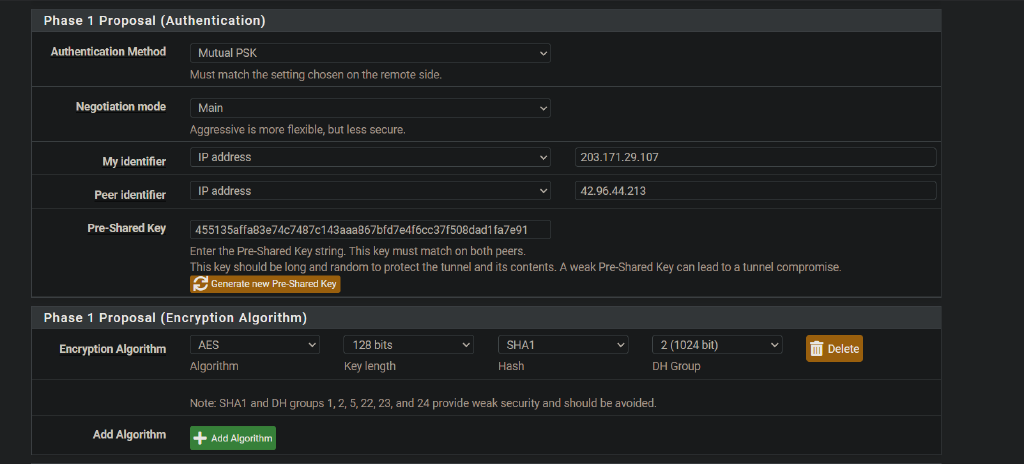 Phase 1 Proposal (Authentication)
Authentication Method
Mutual PSK
Must match the setting chosen on the remote side.
Negotiation mode
Main
Aggressive is more flexible, but less secure.
My identifier
IP address
203.171.29.107
Peer identifier
IP address
42.96.44.213
Pre-Shared Key
455135affa83e74c7487c143aaa867bfd7e4f6cc37f508dad1fa7e91
Enter the Pre-Shared Key string. This key must match on both peers.
This key should be long and random to protect the tunnel and its contents. A weak Pre-Shared Key can lead to a tunnel compromise.
Generate new Pre-Shared Key
Phase 1 Proposal (Encryption Algorithm)
Encryption Algorithm
AES
128 bits
SHA1
2 (1024 bit)
Delete
Algorithm
Key length
Hash
DH Group
Note: SHA1 and DH groups 1, 2, 5, 22, 23, and 24 provide weak security and should be avoided.
Add Algorithm
Add Algorithm